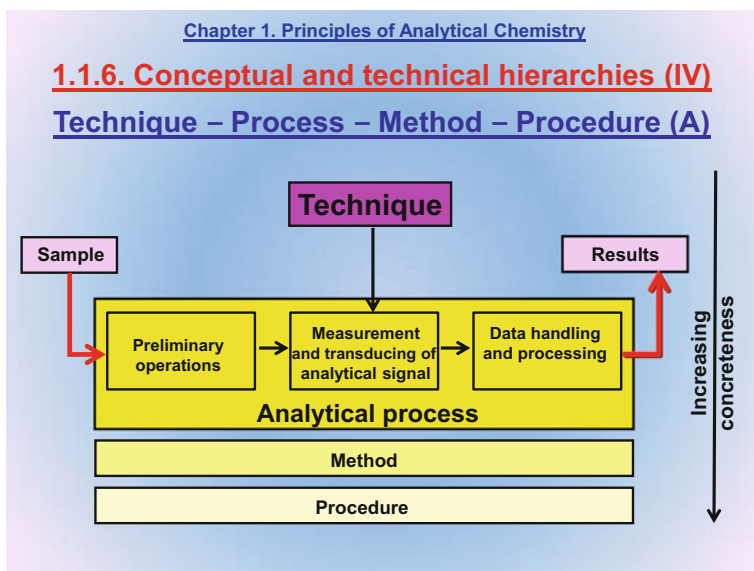 Chapter 1. Principles of Analytical Chemistry
1.1.6. Conceptual and technical hierarchies (IV)
Technique – Process – Method – Procedure (A)
Technique
Sample
Results
Preliminary
operations
Measurement
and transducing of
analytical signal
Data handling
and processing
Analytical process
Method
Procedure
Increasing
concreteness